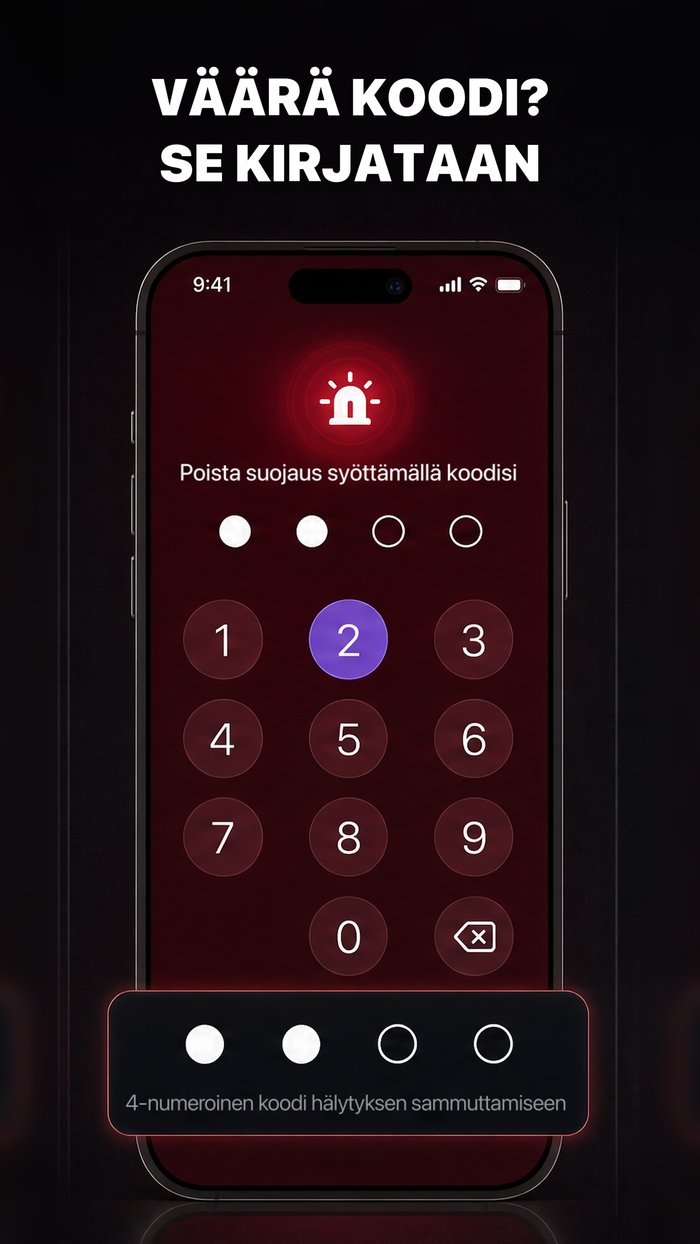 VÄÄRÄ KOODI?
SE KIRJATAAN
9:41
Poista suojaus syöttämällä koodisi
1 2 3
4 5 6
7 8 9
0
4-numeroinen koodi hälytyksen sammuttamiseen